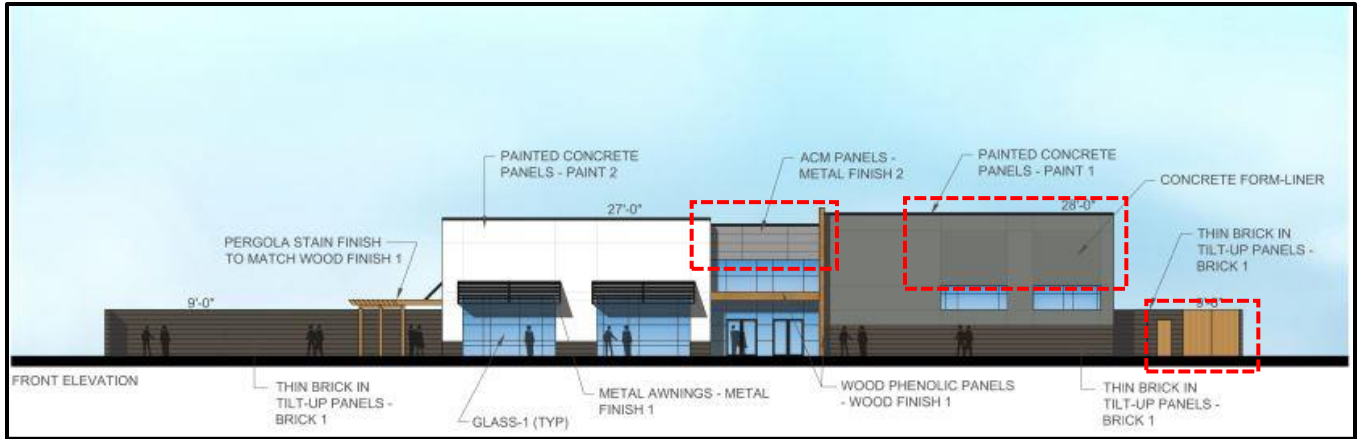 PAINTED CONCRETE
PANELS - PAINT 2
ACM PANELS -
METAL FINISH 2
PAINTED CONCRETE
PANELS - PAINT 1
CONCRETE FORM-LINER
27'-0"
28'-0"
THIN BRICK IN
TILT-UP PANELS -
BRICK 1
PERGOLA STAIN FINISH
TO MATCH WOOD FINISH 1
9'-0"
FRONT ELEVATION
THIN BRICK IN
TILT-UP PANELS -
BRICK 1
GLASS-1 (TYP)
METAL AWNINGS - METAL
FINISH 1
WOOD PHENOLIC PANELS
- WOOD FINISH 1
THIN BRICK IN
TILT-UP PANELS -
BRICK 1